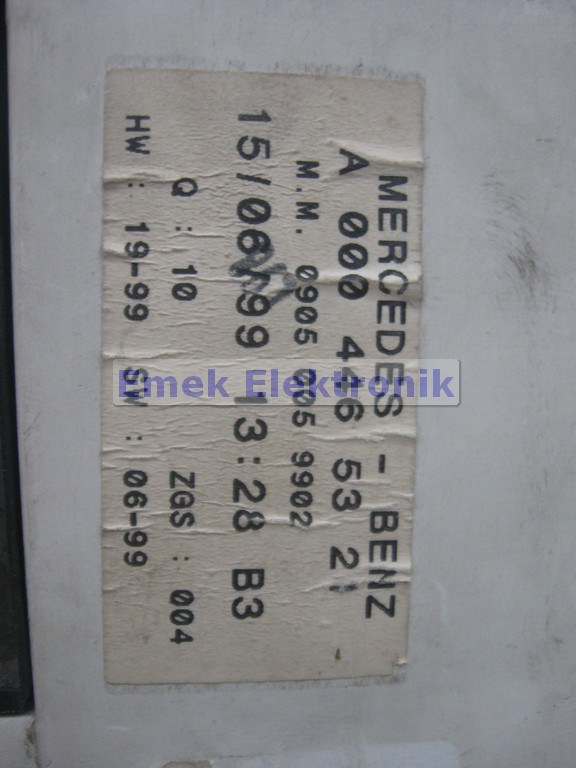 MERCEDES - BENZ
A 000 446 53 2
M.M. 0905 005 9902
15/06/99 13:28 B3
Q : 10 ZGS : 004
HW : 19-99 SW : 06-99
Emek Elektronik